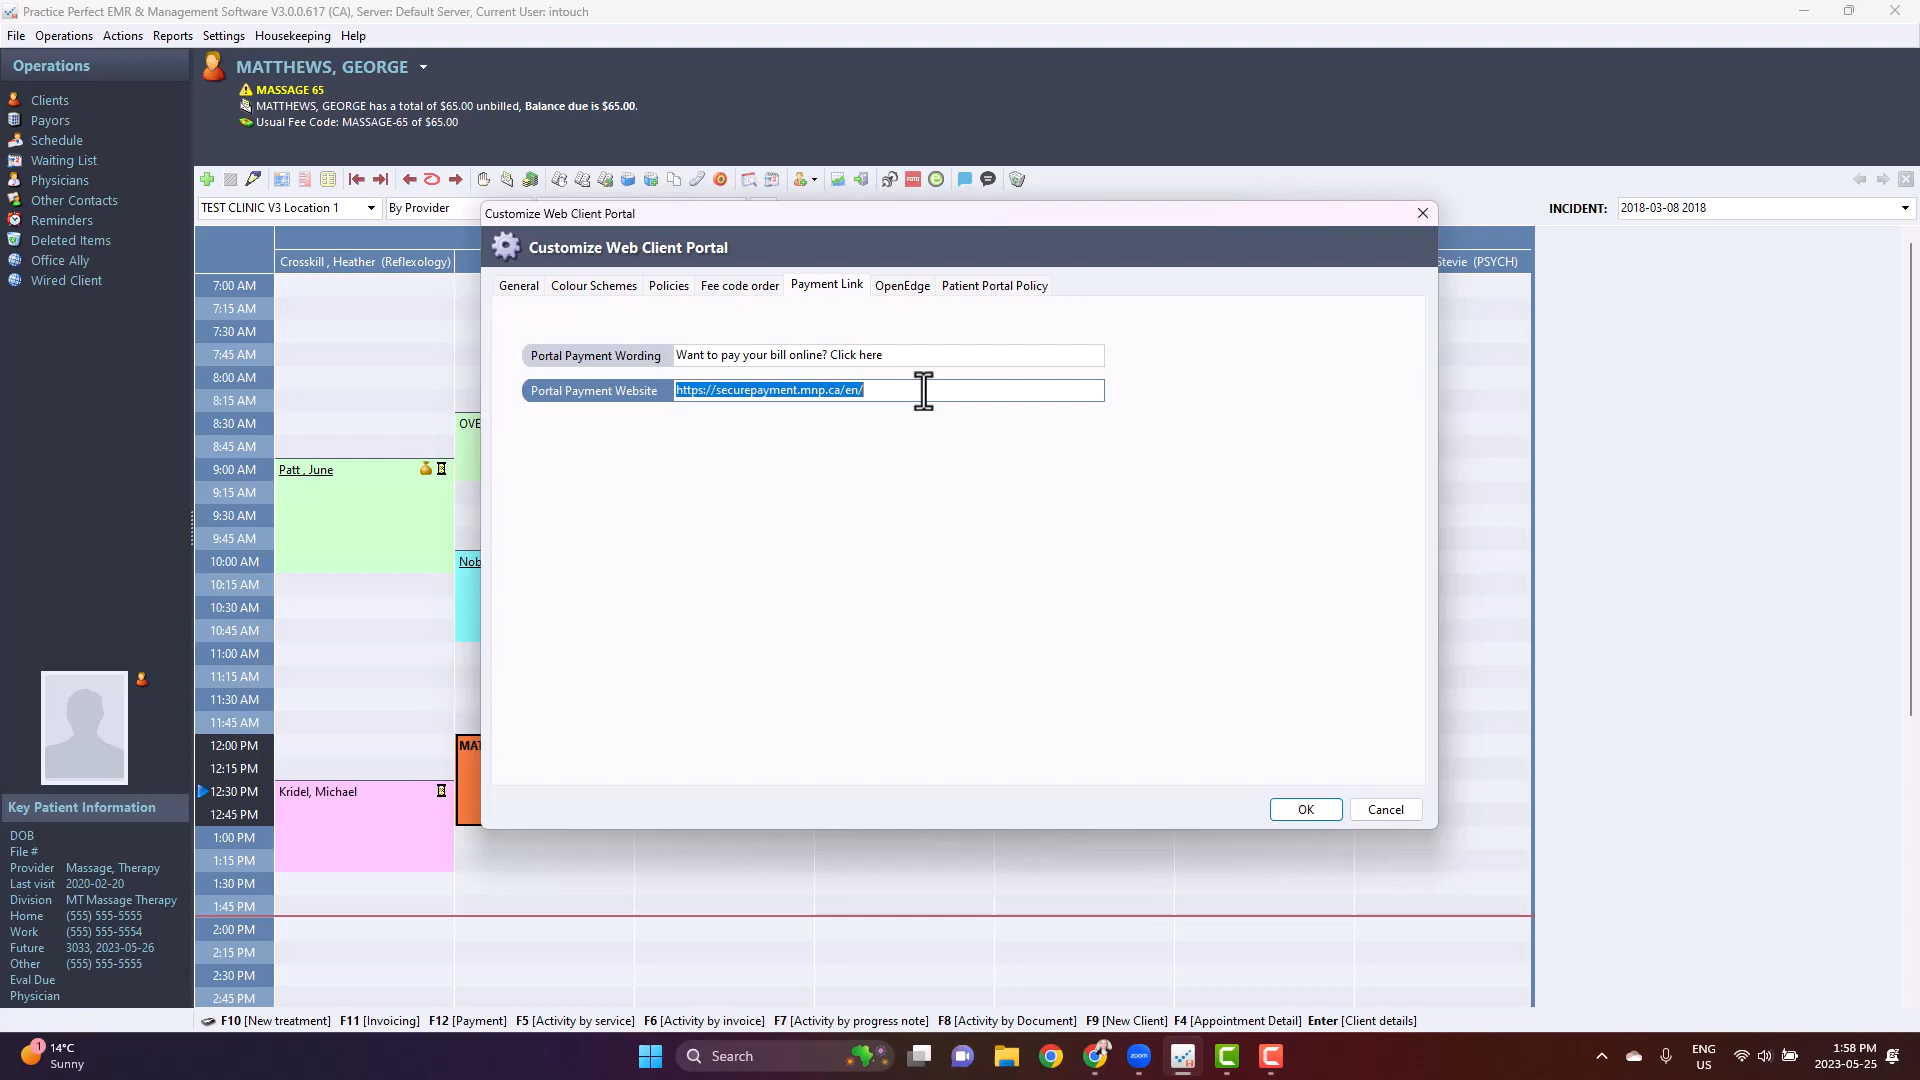 Practice Perfect EMR & Management Software V3.0.0.617 (CA), Server: Default Server, Current User: intouch
File Operations Actions Reports Settings Housekeeping Help
Operations
Clients
Payors
Schedule
Waiting List
Physicians
Other Contacts
Reminders
Deleted Items
Office Ally
Wired Client
MATTHEWS, GEORGE
MASSAGE 65
MATTHEWS, GEORGE has a total of $65.00 unbilled, Balance due is $65.00.
Usual Fee Code: MASSAGE-65 of $65.00
TEST CLINIC V3 Location 1
By Provider
INCIDENT: 2018-03-08 2018
Crosskill , Heather (Reflexology)
Stevie (PSYCH)
7:00 AM
7:15 AM
7:30 AM
7:45 AM
8:00 AM
8:15 AM
8:30 AM
8:45 AM
9:00 AM
9:15 AM
9:30 AM
9:45 AM
10:00 AM
10:15 AM
10:30 AM
10:45 AM
11:00 AM
11:15 AM
11:30 AM
11:45 AM
12:00 PM
12:15 PM
12:30 PM
12:45 PM
1:00 PM
1:15 PM
1:30 PM
1:45 PM
2:00 PM
2:15 PM
2:30 PM
2:45 PM
Patt , June
Kridel, Michael
OVE
Nob
MAT
Customize Web Client Portal
Customize Web Client Portal
General Colour Schemes Policies Fee code order Payment Link OpenEdge Patient Portal Policy
Portal Payment Wording Want to pay your bill online? Click here
Portal Payment Website https://securepayment.mnp.ca/en/
OK Cancel
Key Patient Information
DOB
File #
Provider Massage, Therapy
Last visit 2020-02-20
Division MT Massage Therapy
Home (555) 555-5555
Work (555) 555-5554
Future 3033, 2023-05-26
Other (555) 555-5555
Eval Due
Physician
F10 [New treatment] F11 [Invoicing] F12 [Payment] F5 [Activity by service] F6 [Activity by invoice] F7 [Activity by progress note] F8 [Activity by Document] F9 [New Client] F4 [Appointment Detail] Enter [Client details]
1
14°C
Sunny
Search
zoom
ENG
US
1:58 PM
2023-05-25